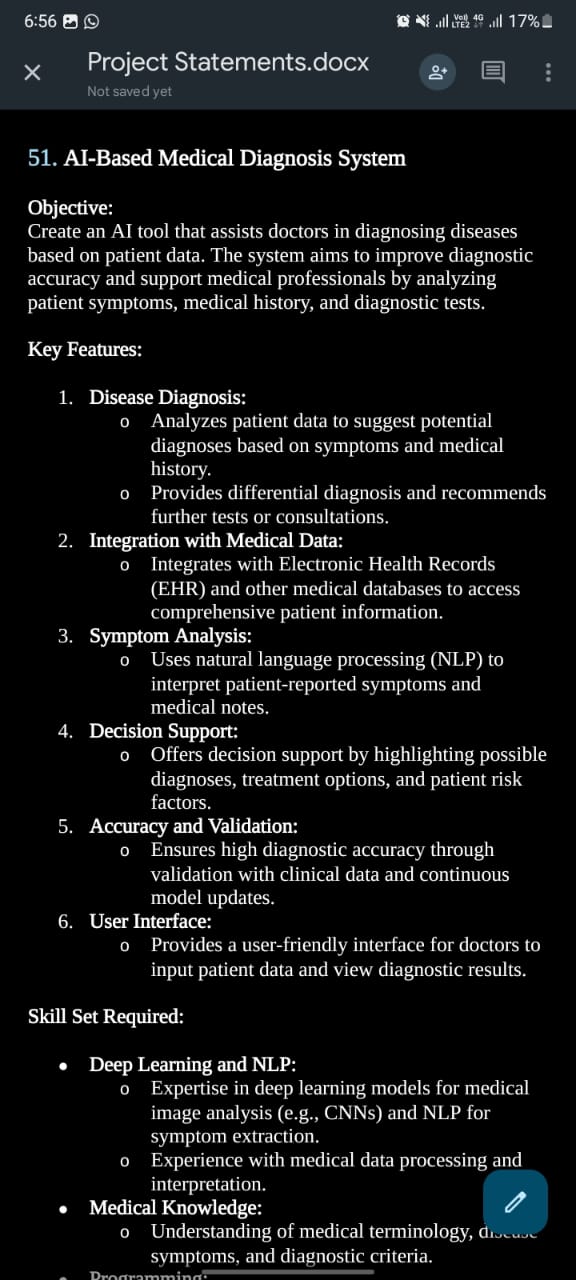 6:56
Vo)) 4G
LTE2
17%
Project Statements.docx
Not saved yet
51. AI-Based Medical Diagnosis System
Objective:
Create an AI tool that assists doctors in diagnosing diseases
based on patient data. The system aims to improve diagnostic
accuracy and support medical professionals by analyzing
patient symptoms, medical history, and diagnostic tests.
Key Features:
1. Disease Diagnosis:
o Analyzes patient data to suggest potential
diagnoses based on symptoms and medical
history.
o Provides differential diagnosis and recommends
further tests or consultations.
2. Integration with Medical Data:
o Integrates with Electronic Health Records
(EHR) and other medical databases to access
comprehensive patient information.
3. Symptom Analysis:
o Uses natural language processing (NLP) to
interpret patient-reported symptoms and
medical notes.
4. Decision Support:
o Offers decision support by highlighting possible
diagnoses, treatment options, and patient risk
factors.
5. Accuracy and Validation:
o Ensures high diagnostic accuracy through
validation with clinical data and continuous
model updates.
6. User Interface:
o Provides a user-friendly interface for doctors to
input patient data and view diagnostic results.
Skill Set Required:
• Deep Learning and NLP:
o Expertise in deep learning models for medical
image analysis (e.g., CNNs) and NLP for
symptom extraction.
o Experience with medical data processing and
interpretation.
• Medical Knowledge:
o Understanding of medical terminology, disease
symptoms, and diagnostic criteria.
• Programming: